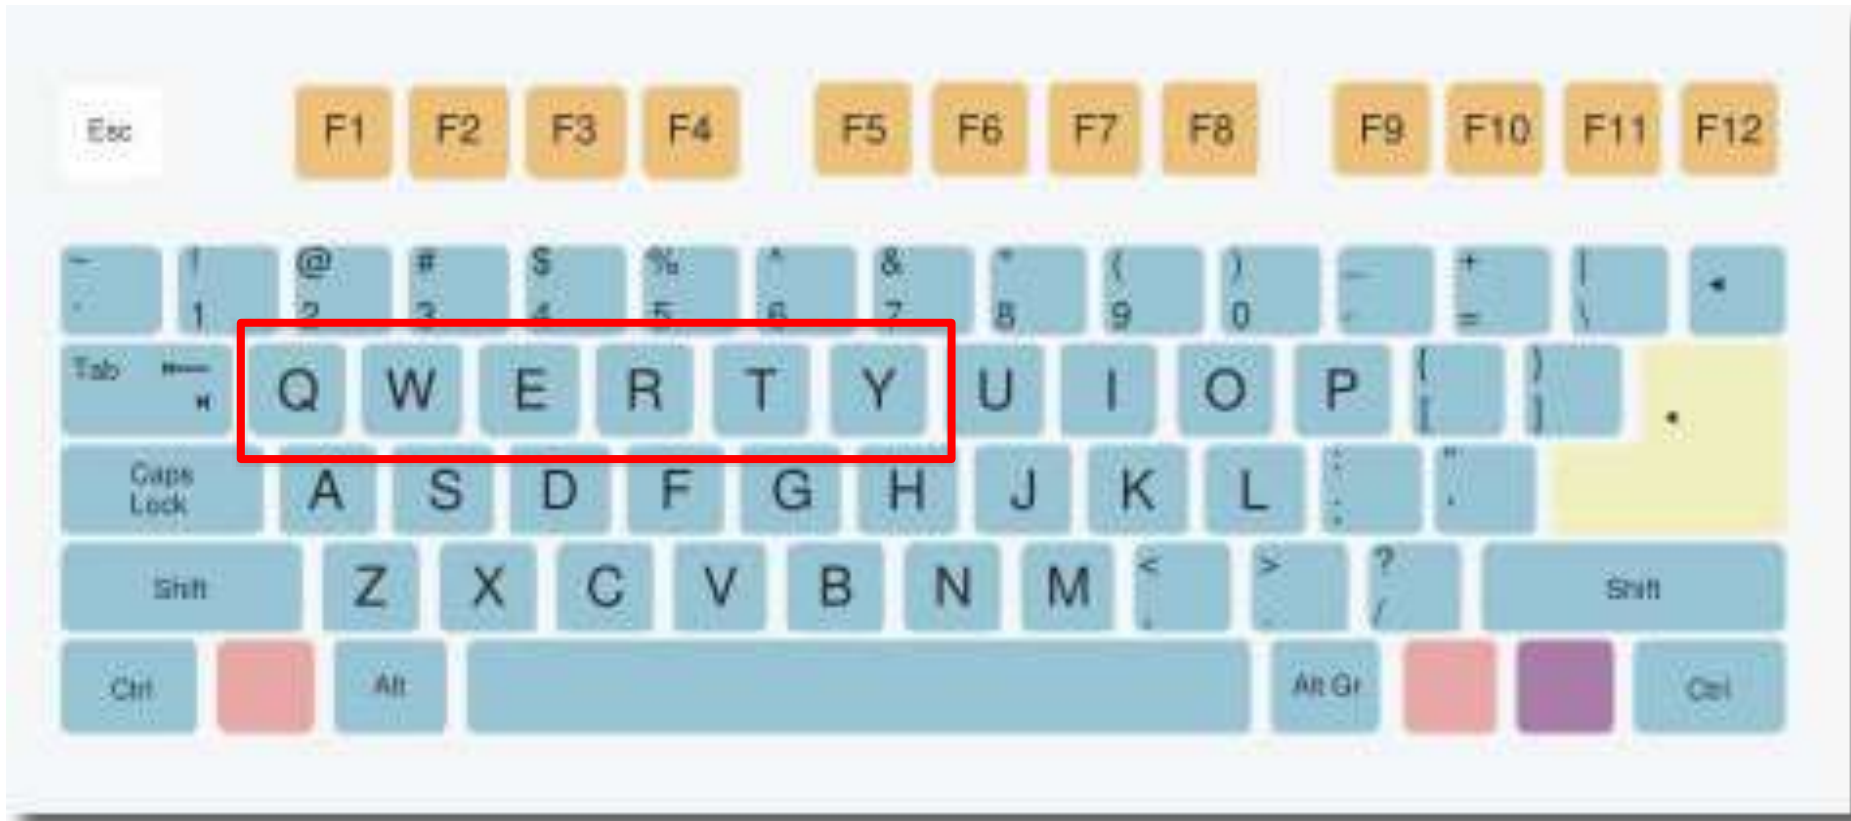 Esc F1 F2 F3 F4 F5 F6 F7 F8 F9 F10 F11 F12
~ ! @ # $ % ^ & * ( ) _ + |
1 2 3 4 5 6 7 8 9 0 - = \
Tab Q W E R T Y U I O P { [ } ]
Caps Lock A S D F G H J K L : ; " '
Shift Z X C V B N M < , > . ? / Shift
Ctrl Alt Alt Gr Ctrl